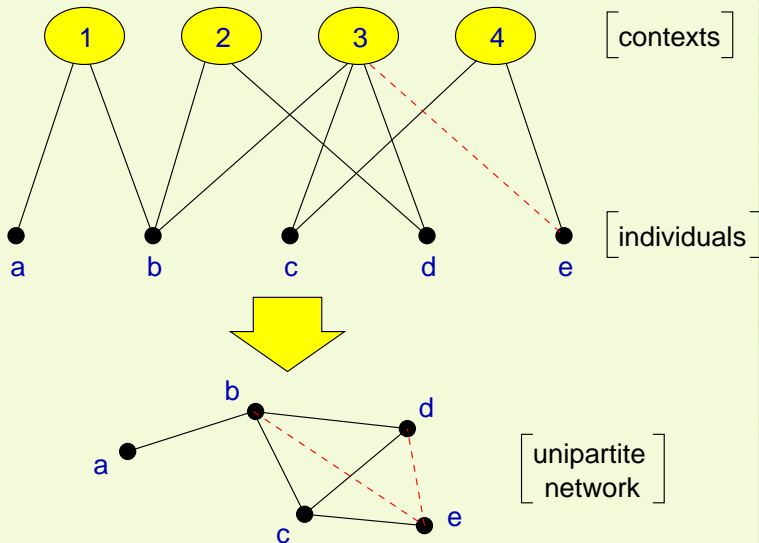 1 2 3 4 [contexts]
a b c d e [individuals]
b d
a [unipartite
network]
c e